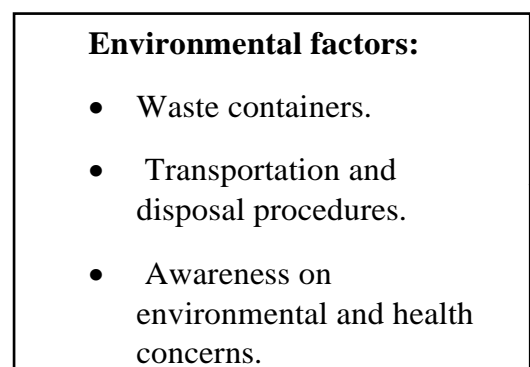 Environmental factors:
• Waste containers.
• Transportation and
disposal procedures.
• Awareness on
environmental and health
concerns.